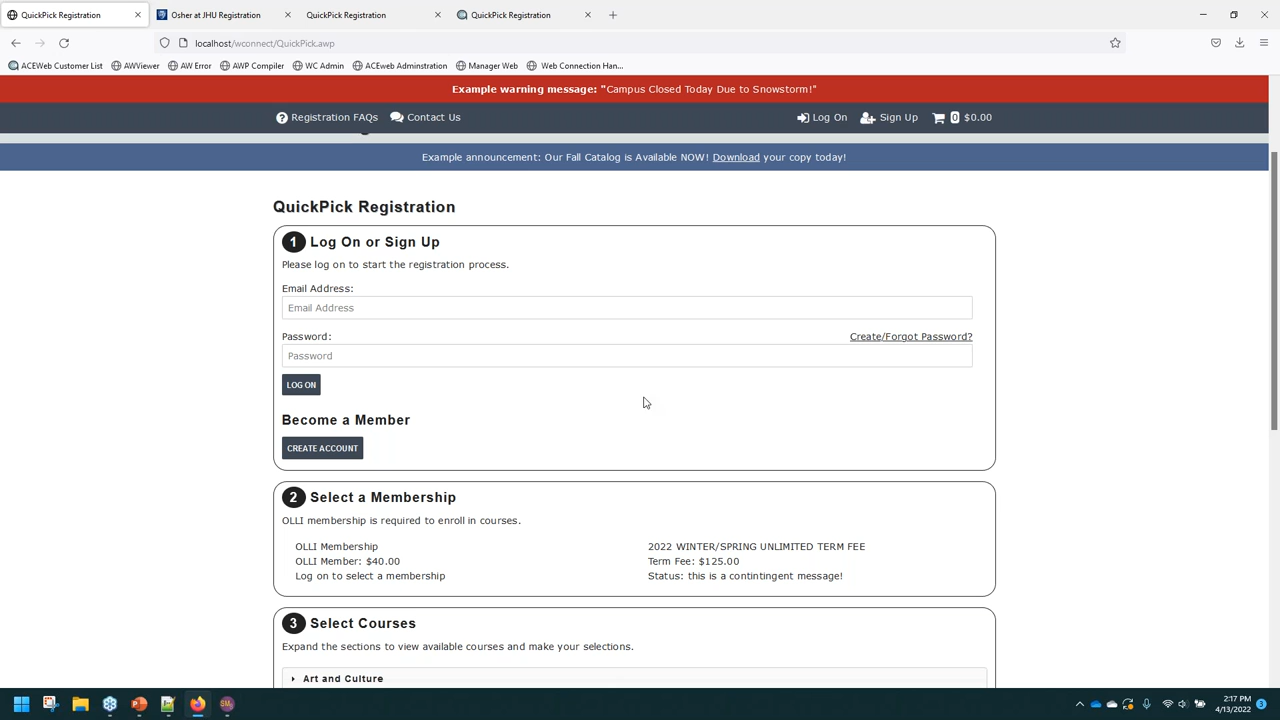 QuickPick Registration
Osher at JHU Registration
QuickPick Registration
QuickPick Registration
localhost/wconnect/QuickPick.awp
ACEWeb Customer List
AWViewer
AW Error
AWP Compiler
WC Admin
ACEweb Adminstration
Manager Web
Web Connection Han...
Example warning message: "Campus Closed Today Due to Snowstorm!"
Registration FAQs
Contact Us
Log On
Sign Up
0 $0.00
Example announcement: Our Fall Catalog is Available NOW! Download your copy today!
QuickPick Registration
1 Log On or Sign Up
Please log on to start the registration process.
Email Address:
Email Address
Password:
Create/Forgot Password?
Password
LOG ON
Become a Member
CREATE ACCOUNT
2 Select a Membership
OLLI membership is required to enroll in courses.
OLLI Membership
OLLI Member: $40.00
Log on to select a membership
2022 WINTER/SPRING UNLIMITED TERM FEE
Term Fee: $125.00
Status: this is a contintingent message!
3 Select Courses
Expand the sections to view available courses and make your selections.
Art and Culture
2:17 PM
4/13/2022
3